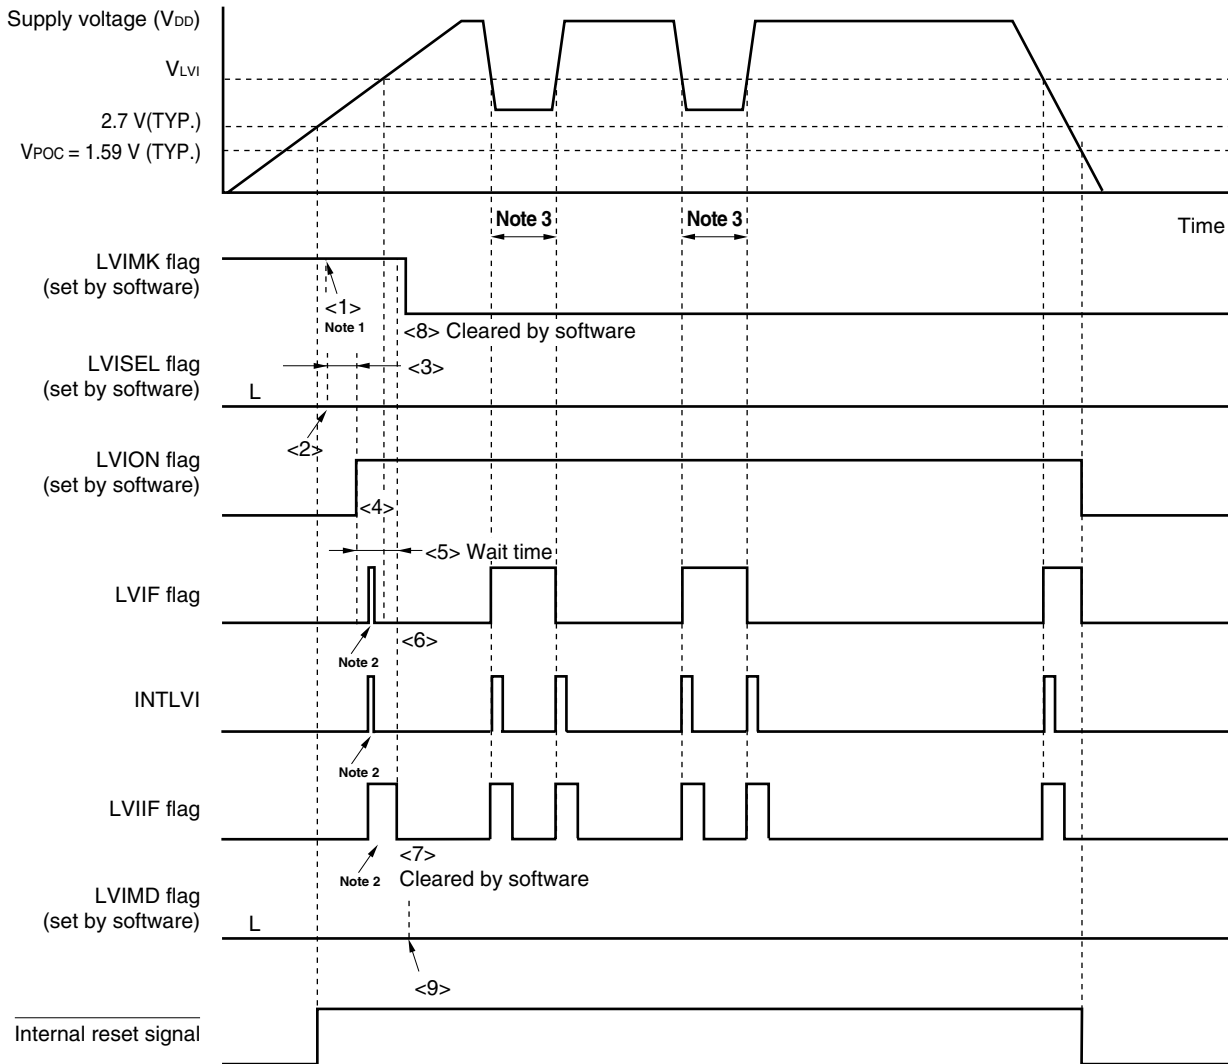 Supply voltage (VDD)
VLVI
2.7 V(TYP.)
VPOC = 1.59 V (TYP.)
Note 3
Note 3
Time
LVIMK flag
(set by software)
<1>
Note 1
<8> Cleared by software
LVISEL flag
(set by software)
L
<3>
<2>
LVION flag
(set by software)
<4>
<5> Wait time
LVIF flag
<6>
Note 2
INTLVI
Note 2
LVIIF flag
Note 2
<7>
Cleared by software
LVIMD flag
(set by software)
L
<9>
Internal reset signal